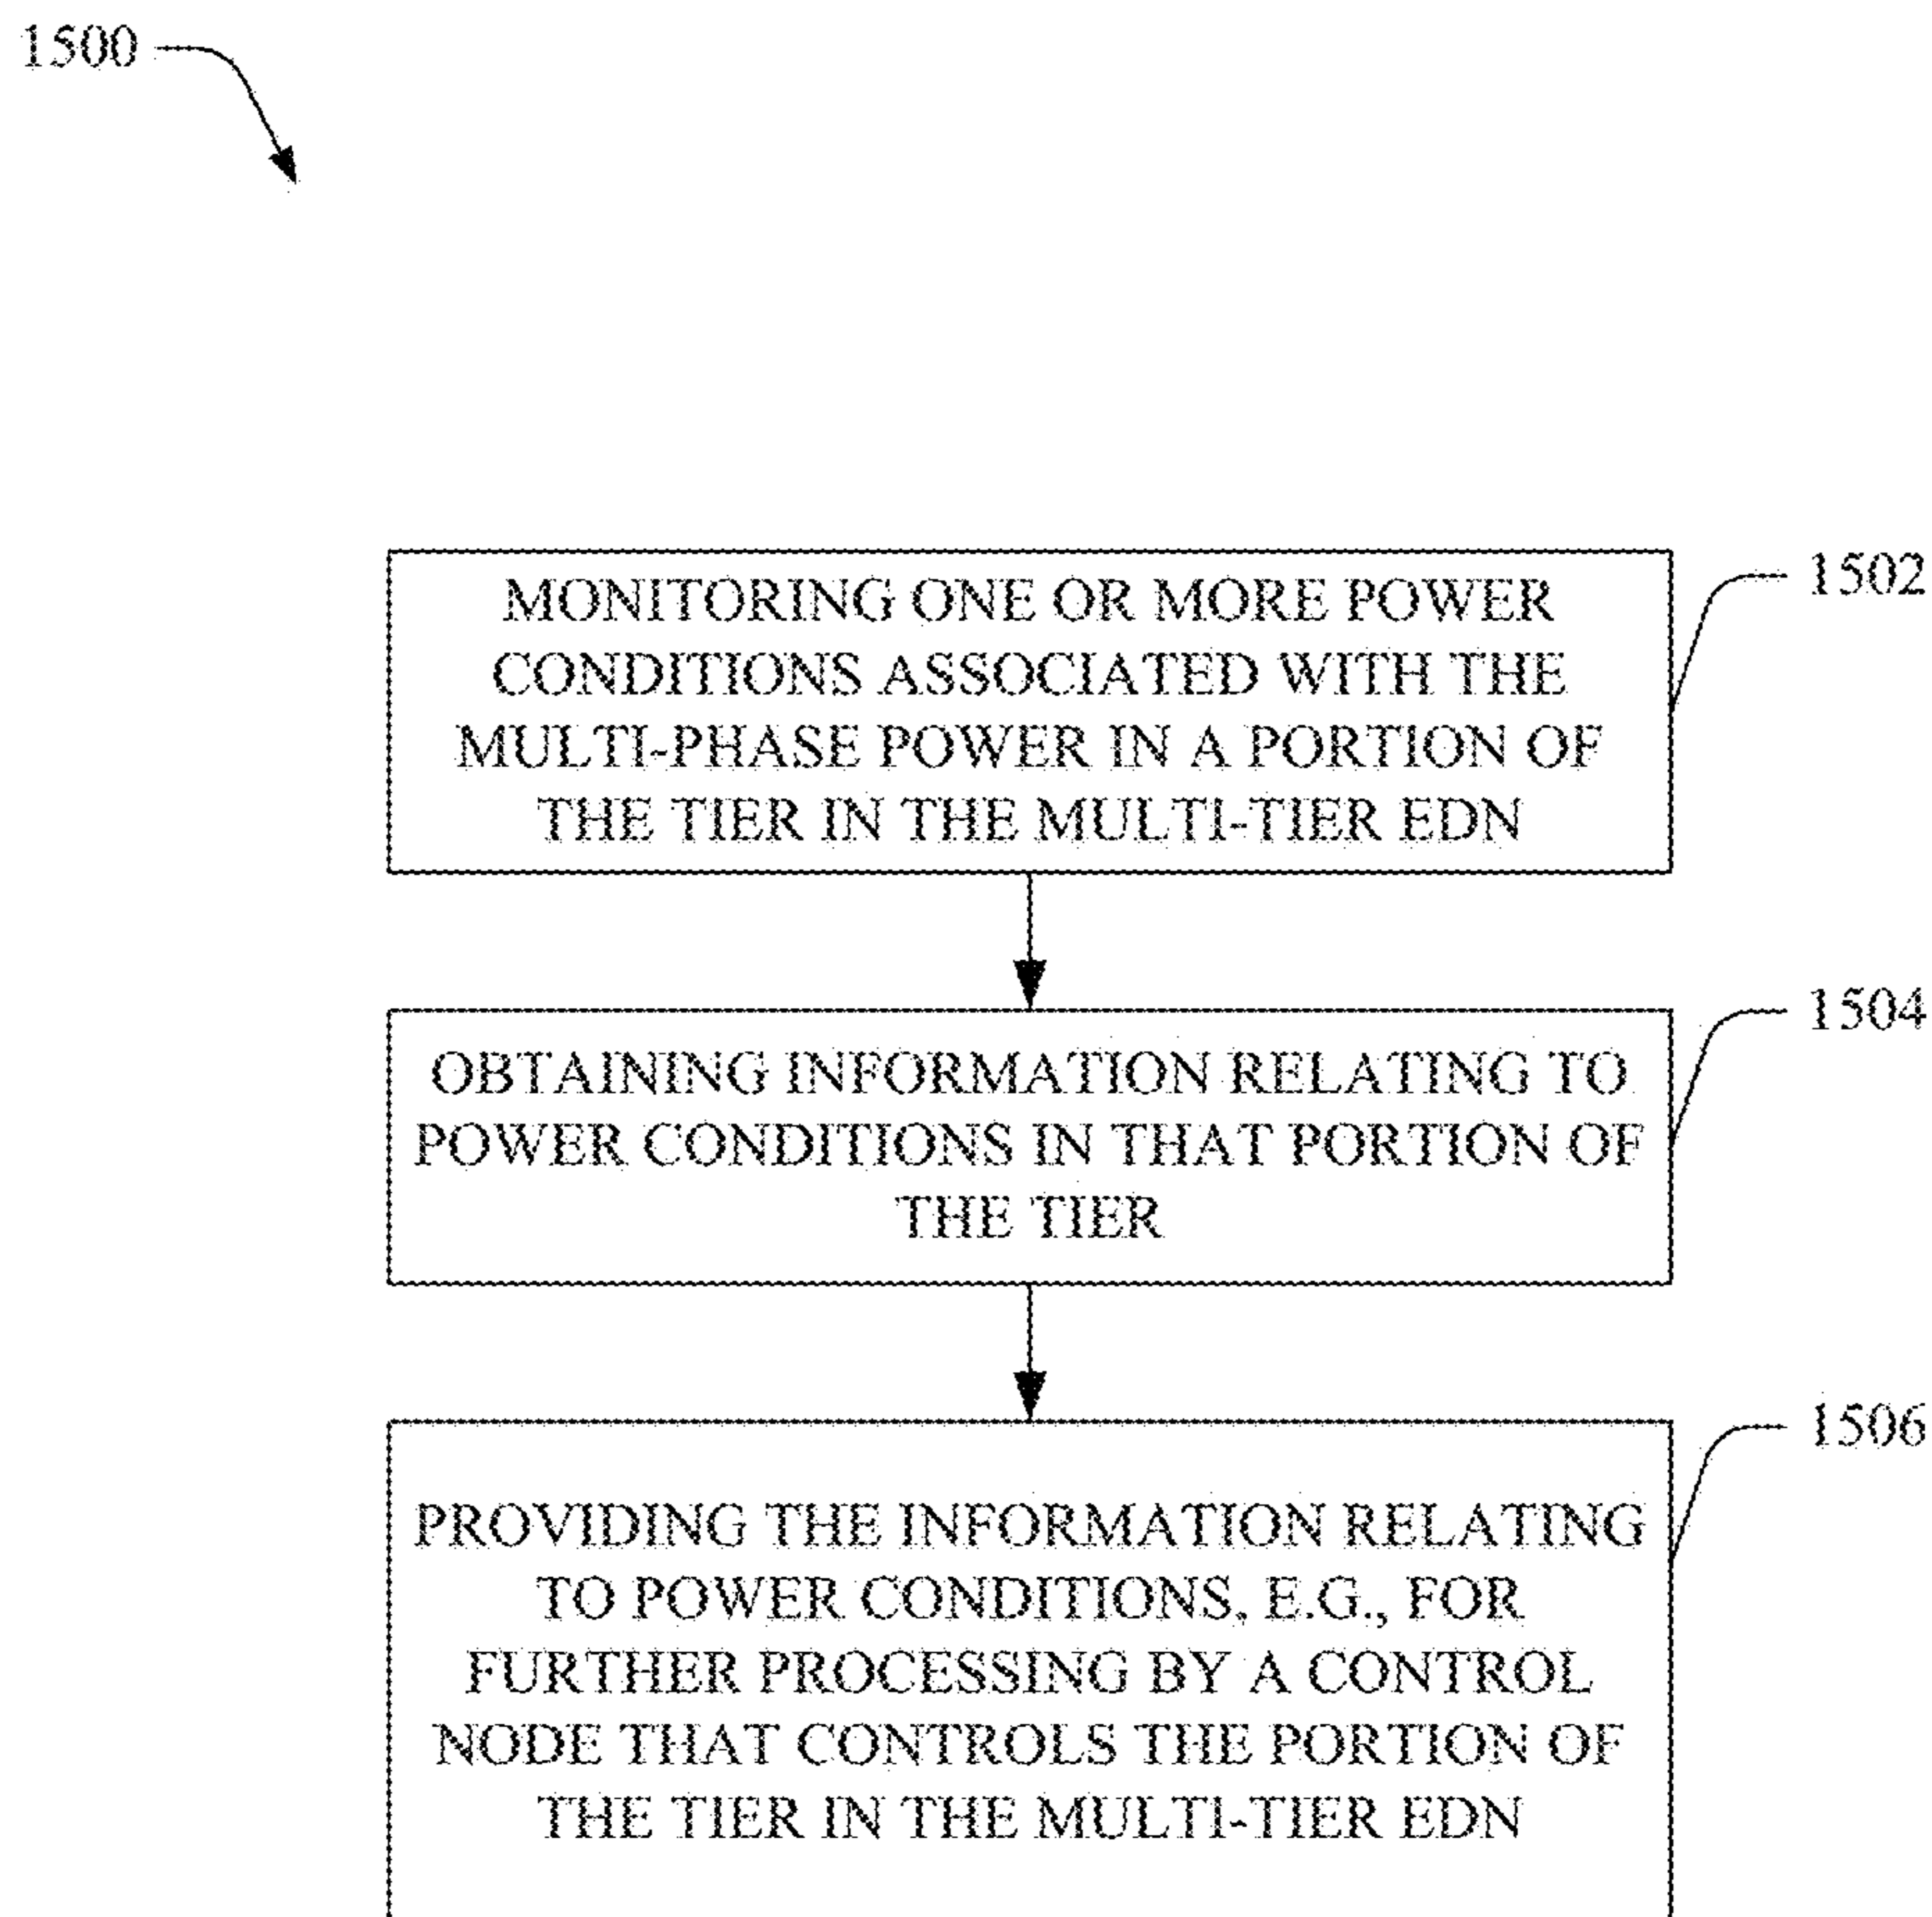 1500
MONITORING ONE OR MORE POWER
CONDITIONS ASSOCIATED WITH THE
MULTI-PHASE POWER IN A PORTION OF
THE TIER IN THE MULTI-TIER EDN
1502
OBTAINING INFORMATION RELATING TO
POWER CONDITIONS IN THAT PORTION OF
THE TIER
1504
PROVIDING THE INFORMATION RELATING
TO POWER CONDITIONS, E.G., FOR
FURTHER PROCESSING BY A CONTROL
NODE THAT CONTROLS THE PORTION OF
THE TIER IN THE MULTI-TIER EDN
1506